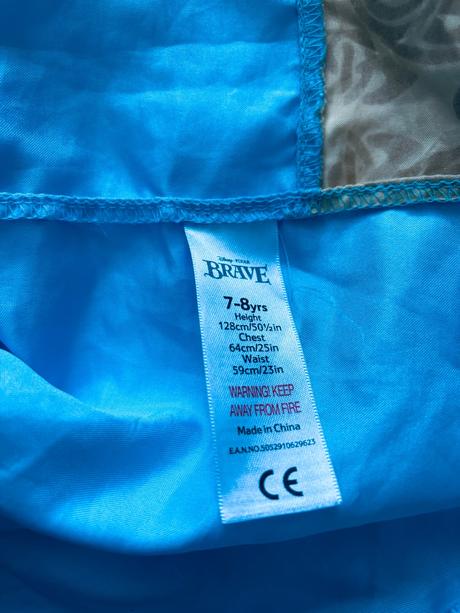 Disney · PIXAR
BRAVE
7-8yrs
Height
128cm/50½in
Chest
64cm/25in
Waist
59cm/23in
WARNING! KEEP
AWAY FROM FIRE
Made in China
E.A.N.NO.5052910629623
CE